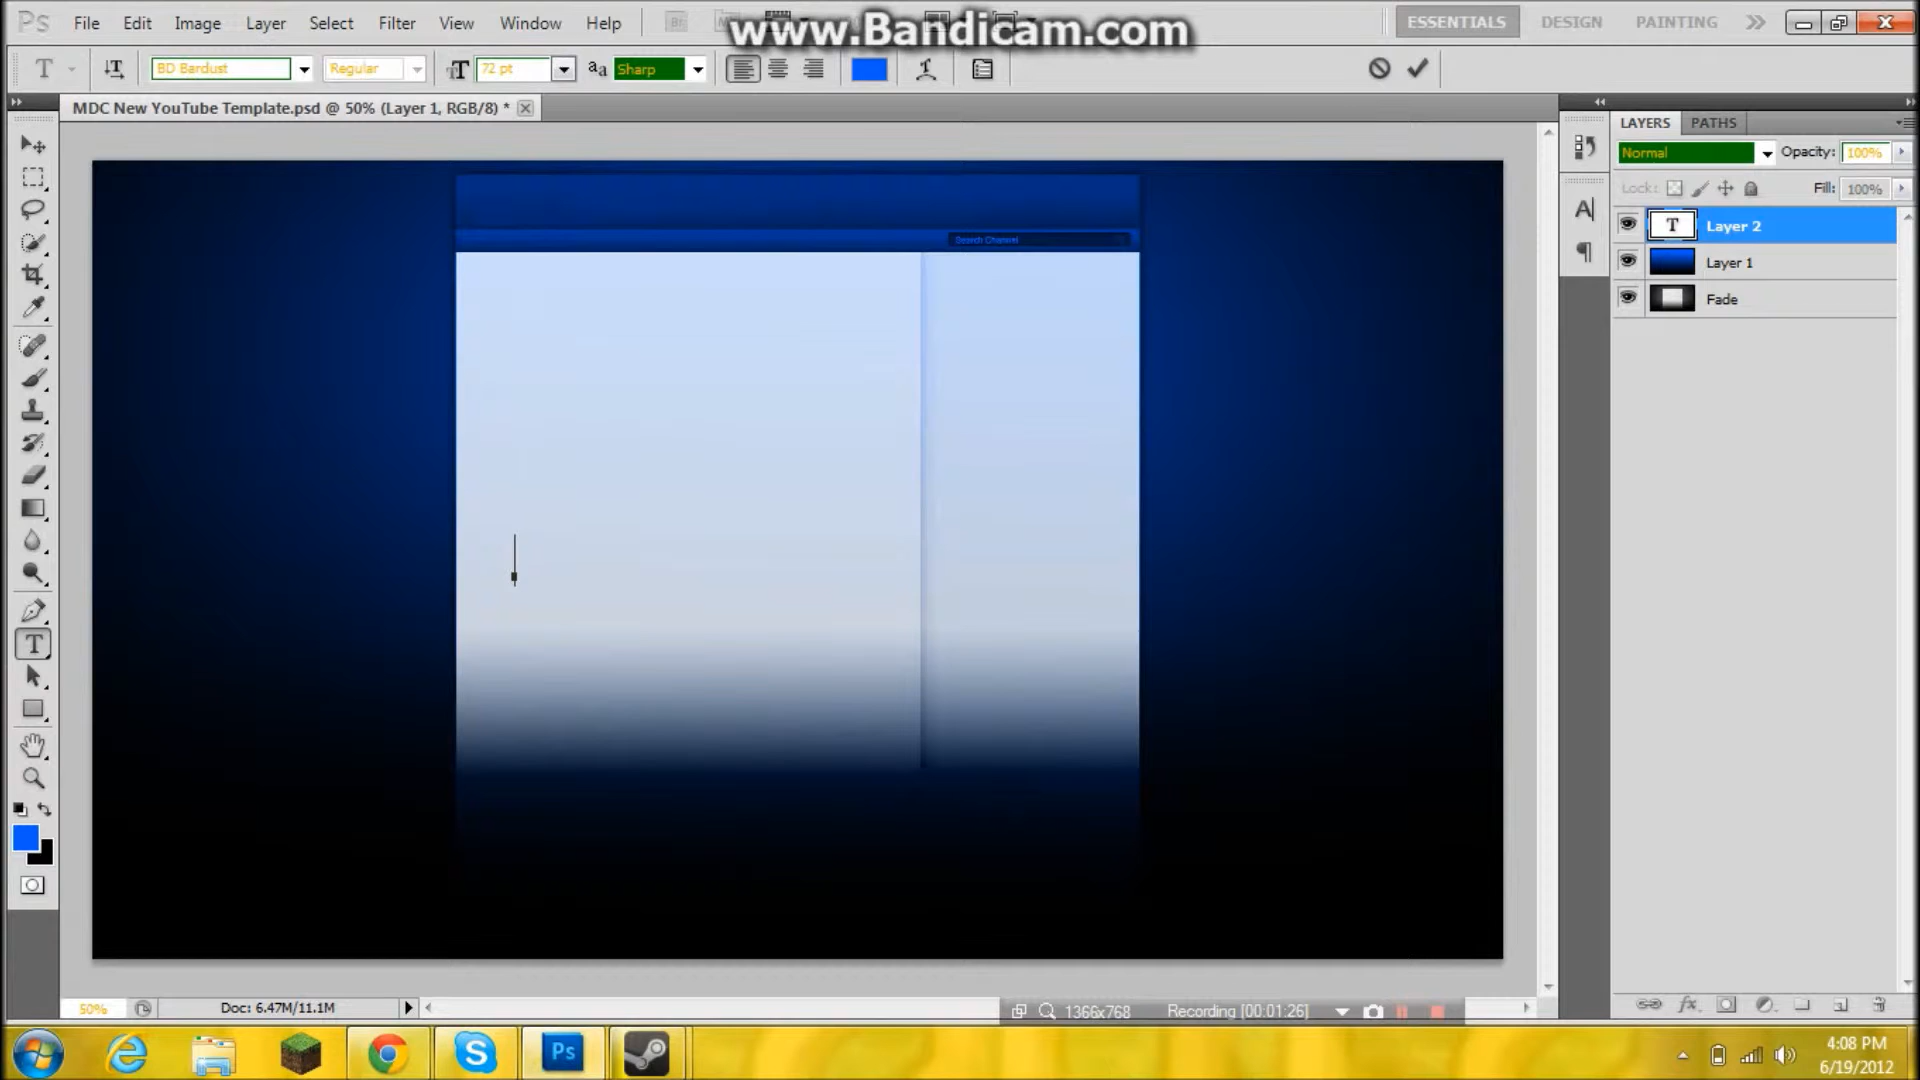 Ps File Edit Image Layer Select Filter View Window Help Br www.Bandicam.com ESSENTIALS DESIGN PAINTING
T BD Bardust Regular 72 pt aa Sharp
MDC New YouTube Template.psd @ 50% (Layer 1, RGB/8) *
LAYERS PATHS
Normal Opacity: 100%
Lock: Fill: 100%
T Layer 2
Layer 1
Fade
Search Channel
50% Doc: 6.47M/11.1M 1366x768 Recording [00:01:26]
Ps
4:08 PM
6/19/2012